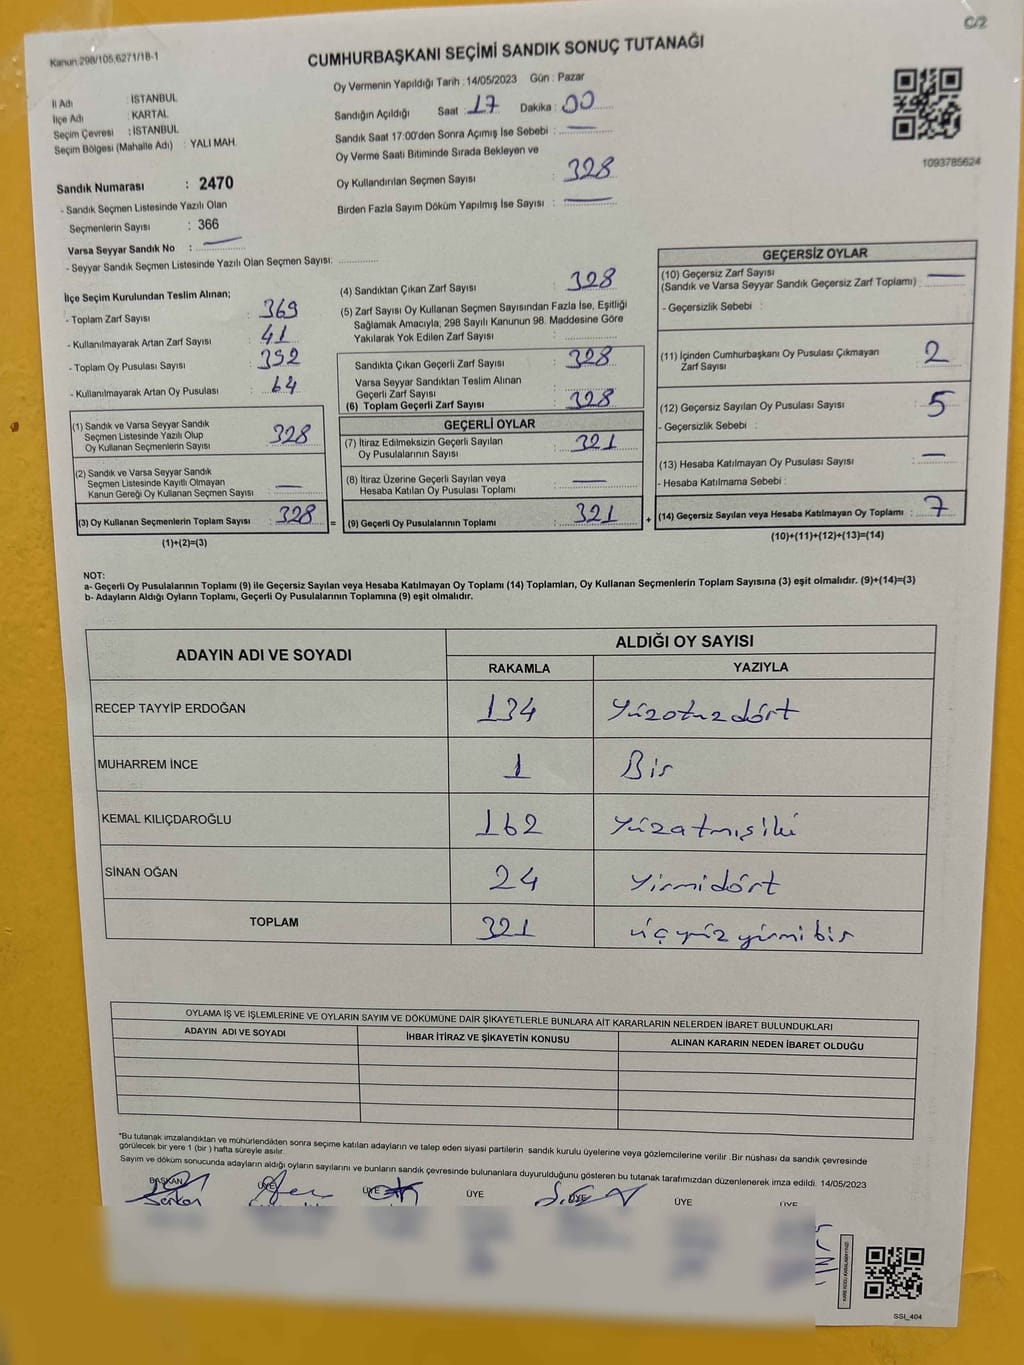 C/2
Kanun:298/105,6271/18-1
CUMHURBAŞKANI SEÇİMİ SANDIK SONUÇ TUTANAĞI
Oy Vermenin Yapıldığı Tarih : 14/05/2023 Gün : Pazar
İl Adı : İSTANBUL
İlçe Adı : KARTAL
Seçim Çevresi : İSTANBUL
Seçim Bölgesi (Mahalle Adı) : YALI MAH.
Sandığın Açıldığı Saat : 17 Dakika : 00
Sandık Saat 17:00'den Sonra Açımış İse Sebebi : —
Oy Verme Saati Bitiminde Sırada Bekleyen ve
Oy Kullandırılan Seçmen Sayısı : 328
Birden Fazla Sayım Döküm Yapılmış İse Sayısı : —
1093785624
Sandık Numarası : 2470
- Sandık Seçmen Listesinde Yazılı Olan
Seçmenlerin Sayısı : 366
Varsa Seyyar Sandık No : —
- Seyyar Sandık Seçmen Listesinde Yazılı Olan Seçmen Sayısı:
İlçe Seçim Kurulundan Teslim Alınan;
- Toplam Zarf Sayısı : 369
- Kullanılmayarak Artan Zarf Sayısı : 41
- Toplam Oy Pusulası Sayısı : 392
- Kullanılmayarak Artan Oy Pusulası : 64
(1) Sandık ve Varsa Seyyar Sandık
Seçmen Listesinde Yazılı Olup
Oy Kullanan Seçmenlerin Sayısı : 328
(2) Sandık ve Varsa Seyyar Sandık
Seçmen Listesinde Kayıtlı Olmayan
Kanun Gereği Oy Kullanan Seçmen Sayısı : —
(3) Oy Kullanan Seçmenlerin Toplam Sayısı : 328
(1)+(2)=(3)
(4) Sandıktan Çıkan Zarf Sayısı : 328
(5) Zarf Sayısı Oy Kullanan Seçmen Sayısından Fazla İse, Eşitliği
Sağlamak Amacıyla, 298 Sayılı Kanunun 98. Maddesine Göre
Yakılarak Yok Edilen Zarf Sayısı :
Sandıkta Çıkan Geçerli Zarf Sayısı : 328
Varsa Seyyar Sandıktan Teslim Alınan
Geçerli Zarf Sayısı :
(6) Toplam Geçerli Zarf Sayısı : 328
GEÇERLİ OYLAR
(7) İtiraz Edilmeksizin Geçerli Sayılan
Oy Pusulalarının Sayısı : 321
(8) İtiraz Üzerine Geçerli Sayılan veya
Hesaba Katılan Oy Pusulası Toplamı : —
= (9) Geçerli Oy Pusulalarının Toplamı : 321
GEÇERSİZ OYLAR
(10) Geçersiz Zarf Sayısı
(Sandık ve Varsa Seyyar Sandık Geçersiz Zarf Toplamı) : —
- Geçersizlik Sebebi :
(11) İçinden Cumhurbaşkanı Oy Pusulası Çıkmayan
Zarf Sayısı : 2
(12) Geçersiz Sayılan Oy Pusulası Sayısı : 5
- Geçersizlik Sebebi :
(13) Hesaba Katılmayan Oy Pusulası Sayısı : —
- Hesaba Katılmama Sebebi :
+ (14) Geçersiz Sayılan veya Hesaba Katılmayan Oy Toplamı : 7
(10)+(11)+(12)+(13)=(14)
NOT:
a- Geçerli Oy Pusulalarının Toplamı (9) ile Geçersiz Sayılan veya Hesaba Katılmayan Oy Toplamı (14) Toplamları, Oy Kullanan Seçmenlerin Toplam Sayısına (3) eşit olmalıdır. (9)+(14)=(3)
b- Adayların Aldığı Oyların Toplamı, Geçerli Oy Pusulalarının Toplamına (9) eşit olmalıdır.
ADAYIN ADI VE SOYADI ALDIĞI OY SAYISI
RAKAMLA YAZIYLA
RECEP TAYYİP ERDOĞAN 134 Yüzotuzdört
MUHARREM İNCE 1 Bir
KEMAL KILIÇDAROĞLU 162 Yüzatmışiki
SİNAN OĞAN 24 Yirmidört
TOPLAM 321 üçyüzyirmibir
OYLAMA İŞ VE İŞLEMLERİNE VE OYLARIN SAYIM VE DÖKÜMÜNE DAİR ŞİKAYETLERLE BUNLARA AİT KARARLARIN NELERDEN İBARET BULUNDUKLARI
ADAYIN ADI VE SOYADI İHBAR İTİRAZ VE ŞİKAYETİN KONUSU ALINAN KARARIN NEDEN İBARET OLDUĞU
*Bu tutanak imzalandıktan ve mühürlendikten sonra seçime katılan adayların ve talep eden siyasi partilerin sandık kurulu üyelerine veya gözlemcilerine verilir .Bir nüshası da sandık çevresinde
görülecek bir yere 1 (bir ) hafta süreyle asılır.
Sayım ve döküm sonucunda adayların aldığı oyların sayılarını ve bunların sandık çevresinde bulunanlara duyurulduğunu gösteren bu tutanak tarafımızdan düzenlenerek imza edildi. 14/05/2023
BAŞKAN ÜYE ÜYE ÜYE ÜYE ÜYE ÜYE
Serkan
SSI_404